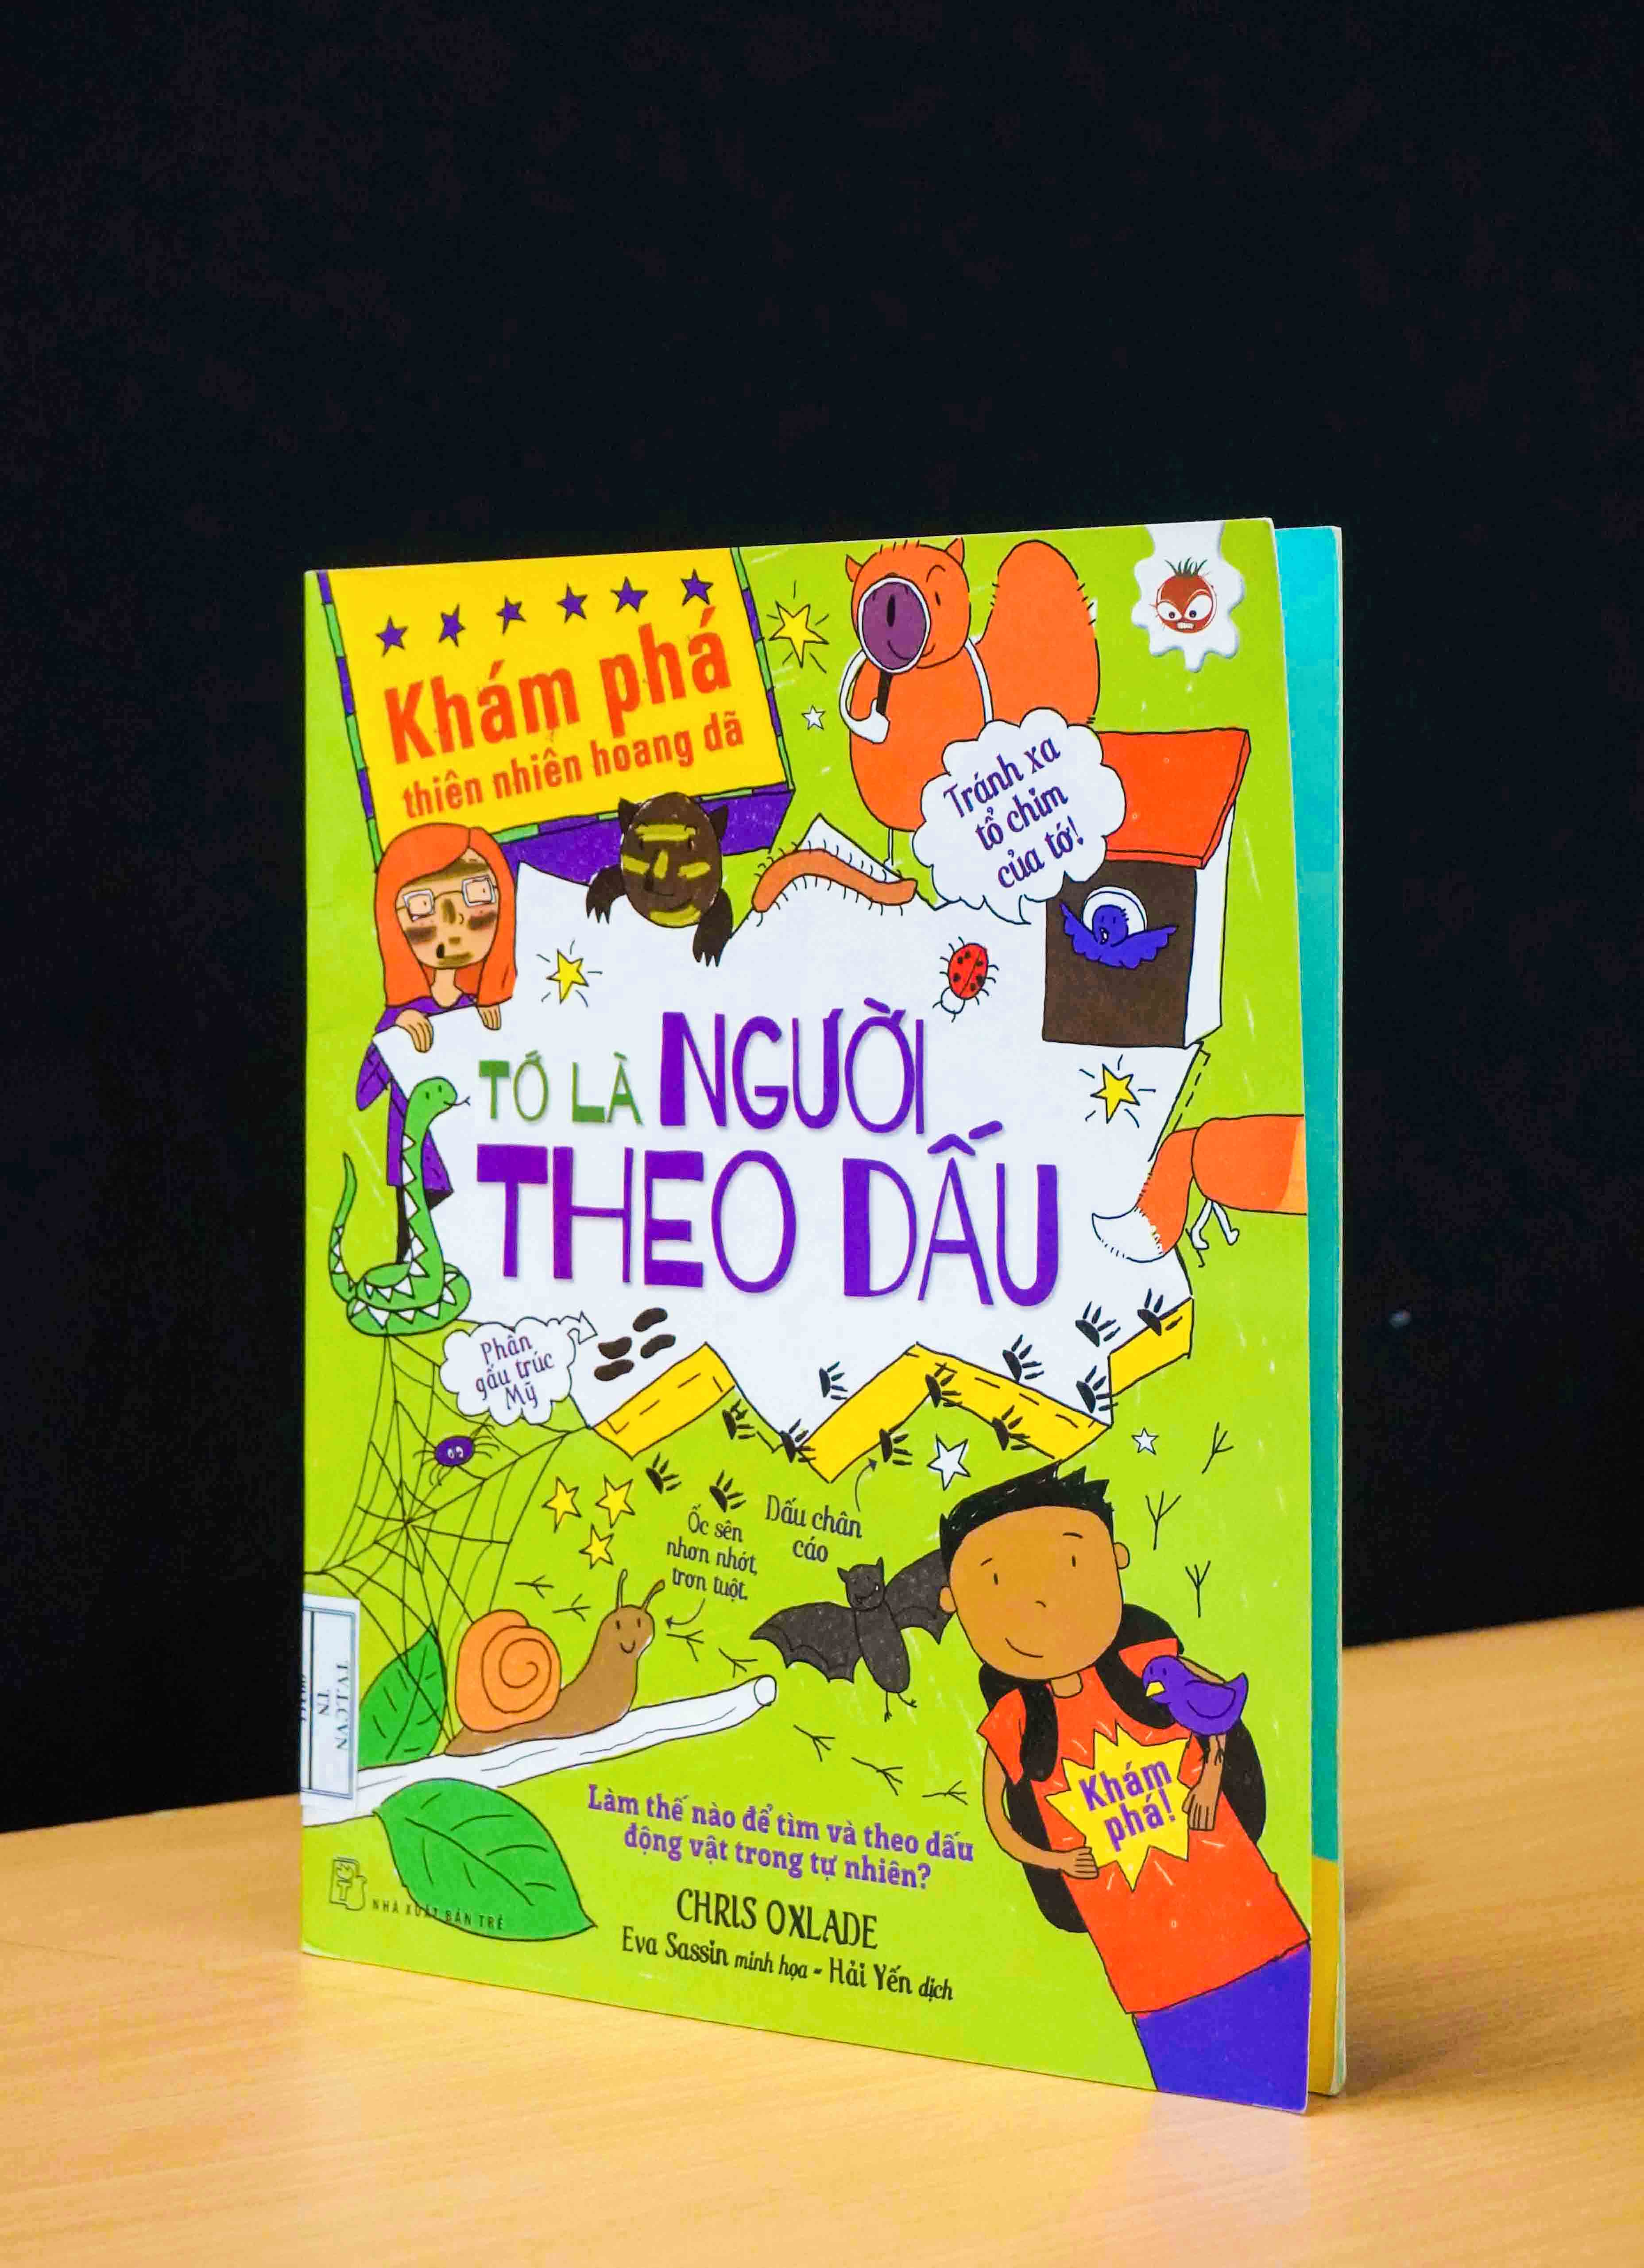 Khám phá
thiên nhiên hoang dã
Tránh xa
tổ chim
của tớ!
TỚ LÀ NGƯỜI
THEO DẤU
Phân
gấu trúc
Mỹ
Dấu chân
cáo
Ốc sên
nhơn nhớt,
trơn tuột.
Khám
phá!
Làm thế nào để tìm và theo dấu
động vật trong tự nhiên?
CHRIS OXLADE
Eva Sassin minh họa - Hải Yến dịch
NHÀ XUẤT BẢN TRẺ
TVLCVN
TN